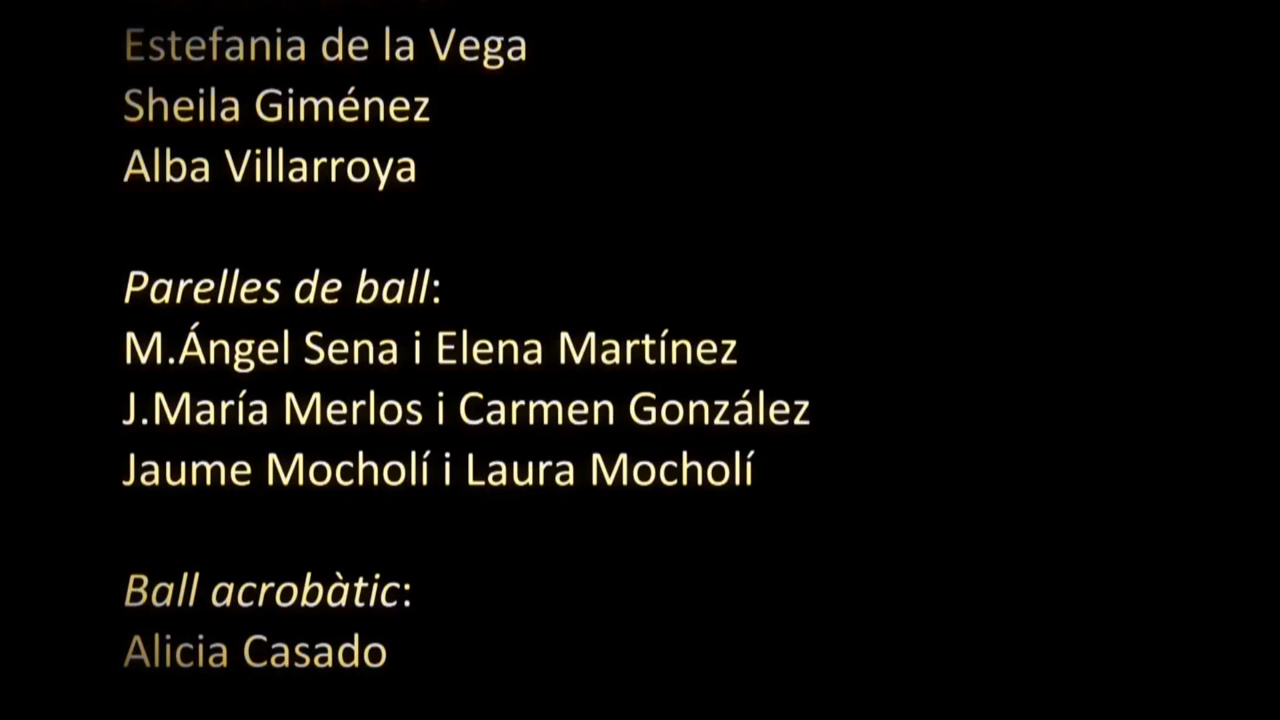 Estefania de la Vega
Sheila Giménez
Alba Villarroya
Parelles de ball:
M.Ángel Sena i Elena Martínez
J.María Merlos i Carmen González
Jaume Mocholí i Laura Mocholí
Ball acrobàtic:
Alicia Casado